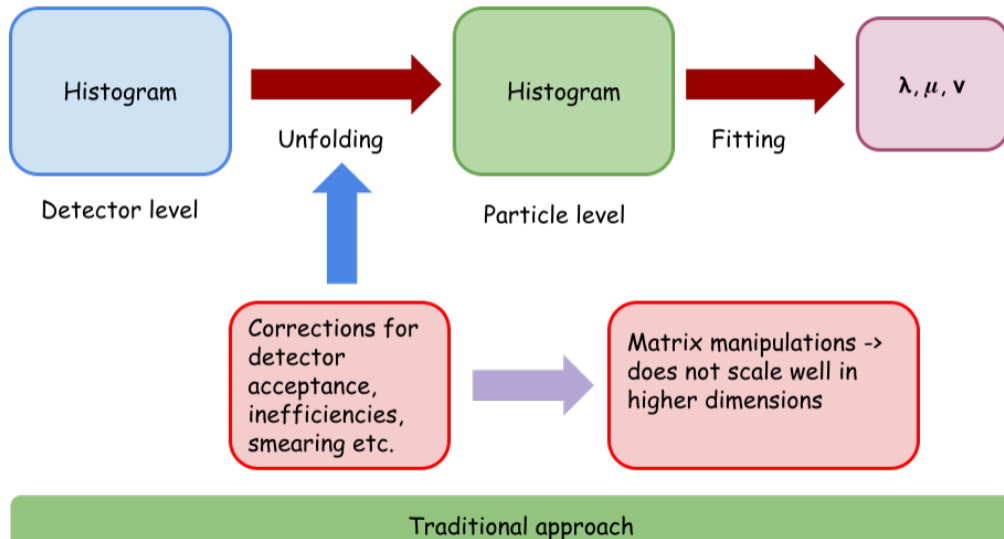 Histogram
Unfolding
Histogram
Fitting
λ, μ, ν
Detector level
Particle level
Corrections for
detector
acceptance,
inefficiencies,
smearing etc.
Matrix manipulations ->
does not scale well in
higher dimensions
Traditional approach